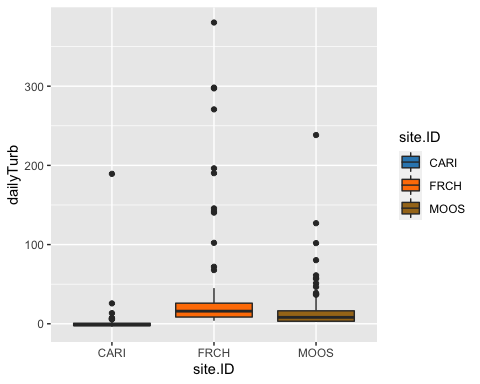 dailyTurb
300
200
100
0
CARI
FRCH
MOOS
site.ID
site.ID
CARI
FRCH
MOOS